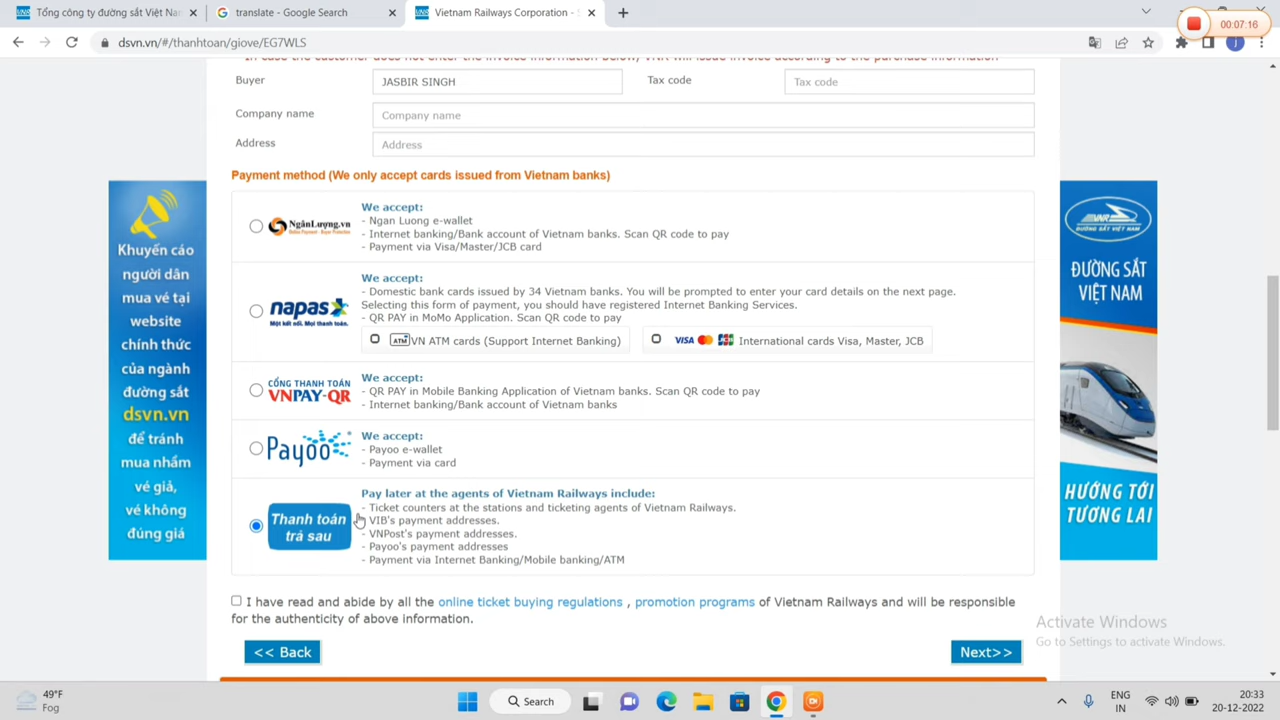 Tổng công ty đường sắt Việt Nam
translate - Google Search
Vietnam Railways Corporation -
00:07:16
dsvn.vn/#/thanhtoan/giove/EG7WLS
J
In case the customer does not enter the invoice information below, VNR will issue invoice according to the purchase information
Buyer
JASBIR SINGH
Tax code
Tax code
Company name
Company name
Address
Address
Payment method (We only accept cards issued from Vietnam banks)
NgânLượng.vn
We accept:
- Ngan Luong e-wallet
- Internet banking/Bank account of Vietnam banks. Scan QR code to pay
- Payment via Visa/Master/JCB card
napas
Một kết nối. Mọi thanh toán.
We accept:
- Domestic bank cards issued by 34 Vietnam banks. You will be prompted to enter your card details on the next page.
Selecting this form of payment, you should have registered Internet Banking Services.
- QR PAY in MoMo Application. Scan QR code to pay
ATM VN ATM cards (Support Internet Banking)
VISA JCB International cards Visa, Master, JCB
CỔNG THANH TOÁN
VNPAY-QR
We accept:
- QR PAY in Mobile Banking Application of Vietnam banks. Scan QR code to pay
- Internet banking/Bank account of Vietnam banks
Payoo
We accept:
- Payoo e-wallet
- Payment via card
Thanh toán
trả sau
Pay later at the agents of Vietnam Railways include:
- Ticket counters at the stations and ticketing agents of Vietnam Railways.
- VIB's payment addresses.
- VNPost's payment addresses.
- Payoo's payment addresses
- Payment via Internet Banking/Mobile banking/ATM
I have read and abide by all the online ticket buying regulations , promotion programs of Vietnam Railways and will be responsible
for the authenticity of above information.
<< Back
Next>>
Khuyến cáo
người dân
mua vé tại
website
chính thức
của ngành
đường sắt
dsvn.vn
để tránh
mua nhầm
vé giả,
vé không
đúng giá
VNR
ĐƯỜNG SẮT VIỆT NAM
ĐƯỜNG SẮT
VIỆT NAM
HƯỚNG TỚI
TƯƠNG LAI
Activate Windows
Go to Settings to activate Windows.
49°F
Fog
Search
ENG
IN
20:33
20-12-2022